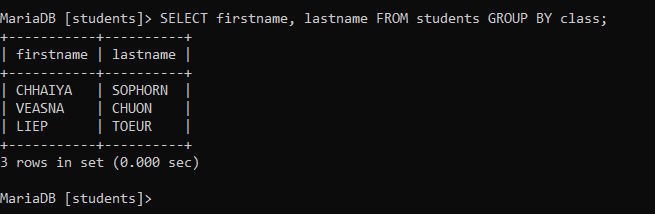 MariaDB [students]> SELECT firstname, lastname FROM students GROUP BY class;
+-----------+----------+
| firstname | lastname |
+-----------+----------+
| CHHAIYA   | SOPHORN  |
| VEASNA    | CHUON    |
| LIEP      | TOEUR    |
+-----------+----------+
3 rows in set (0.000 sec)
MariaDB [students]>